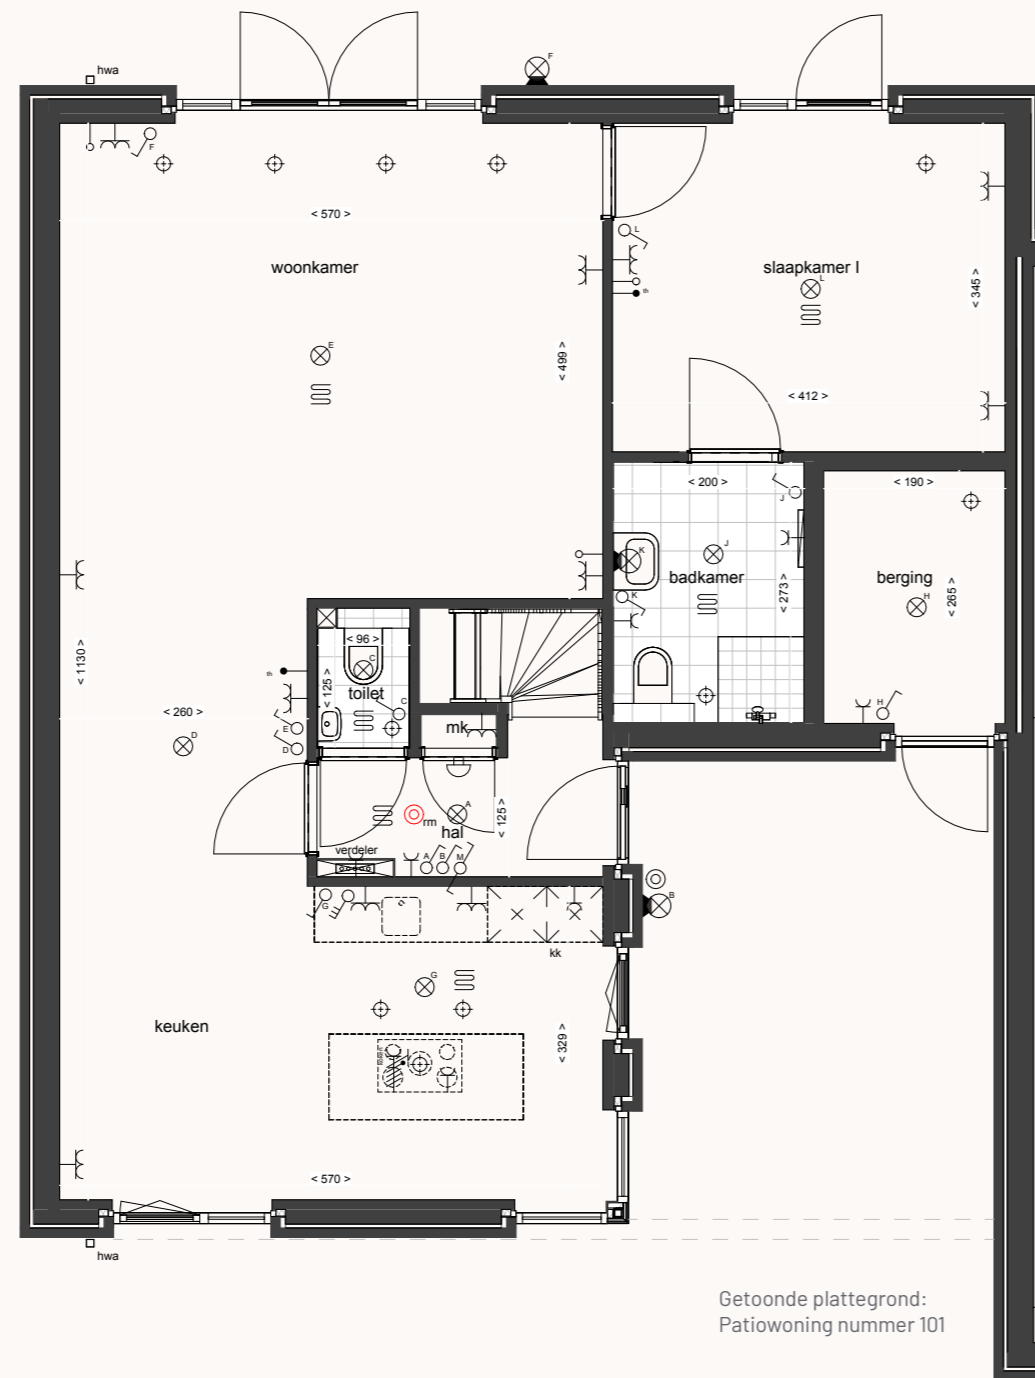 hwa
F
F
< 570 >
woonkamer
L
slaapkamer I
L
th
< 345 >
E
< 499 >
< 412 >
< 200 >
J
< 190 >
K
J
badkamer
K
< 273 >
berging
H
< 265 >
< 1130 >
< 96 >
C
th
< 125 >
toilet
C
H
< 260 >
D
E
D
mk
A
rm
hal
< 125 >
verdeler
A B M
G
B
kk
G
keuken
< 329 >
< 570 >
hwa
Getoonde plattegrond:
Patiowoning nummer 101